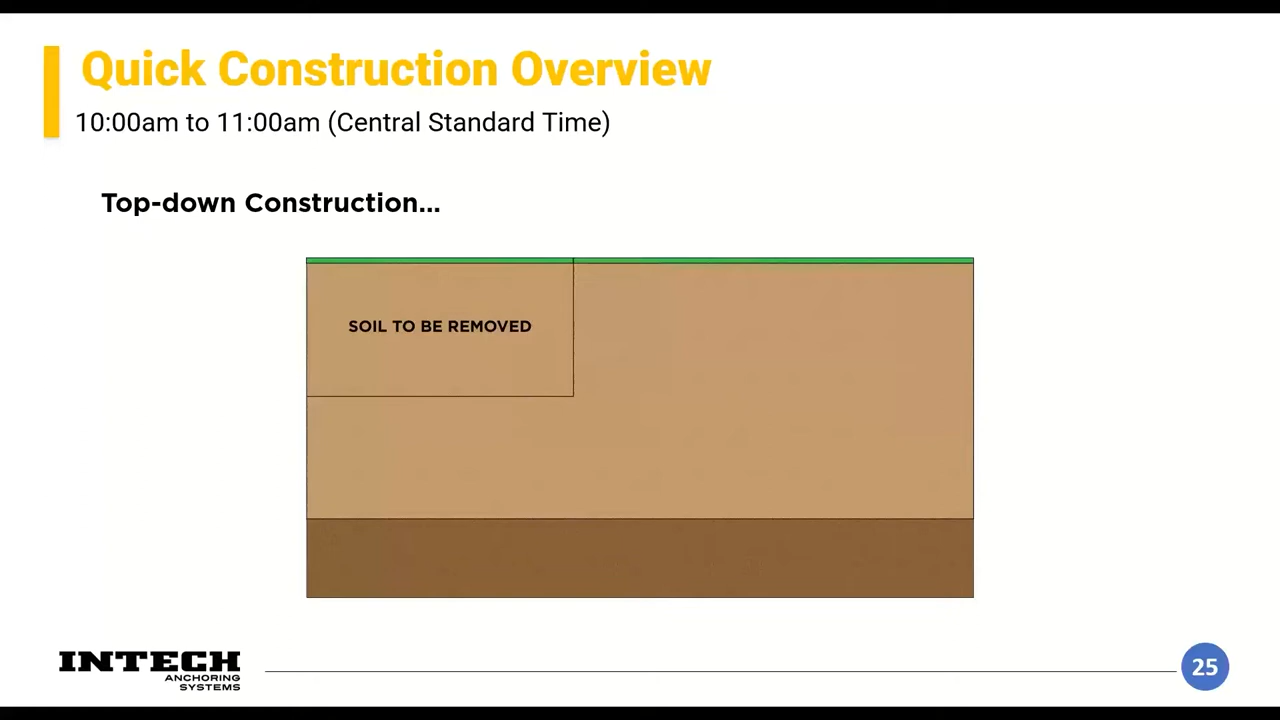 Quick Construction Overview
10:00am to 11:00am (Central Standard Time)
Top-down Construction...
SOIL TO BE REMOVED
INTECH
ANCHORING
SYSTEMS
25